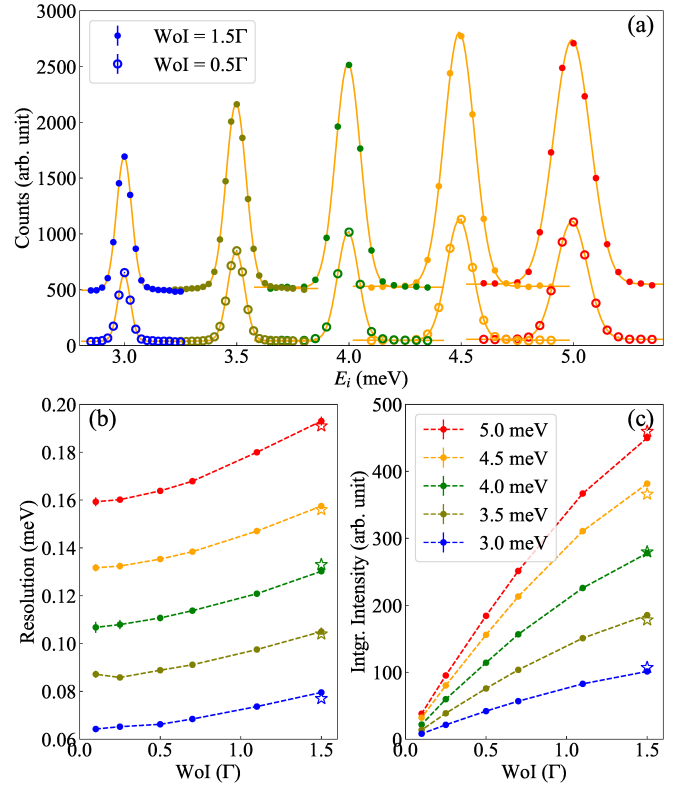 3000
2500
2000
1500
1000
500
0
Counts (arb. unit)
WoI = 1.5Γ
WoI = 0.5Γ
(a)
3.0 3.5 4.0 4.5 5.0
E_i (meV)
(b)
0.20
0.18
0.16
0.14
0.12
0.10
0.08
0.06
Resolution (meV)
0.0 0.5 1.0 1.5
WoI (Γ)
(c)
500
400
300
200
100
0
Intgr. Intensity (arb. unit)
5.0 meV
4.5 meV
4.0 meV
3.5 meV
3.0 meV
0.0 0.5 1.0 1.5
WoI (Γ)